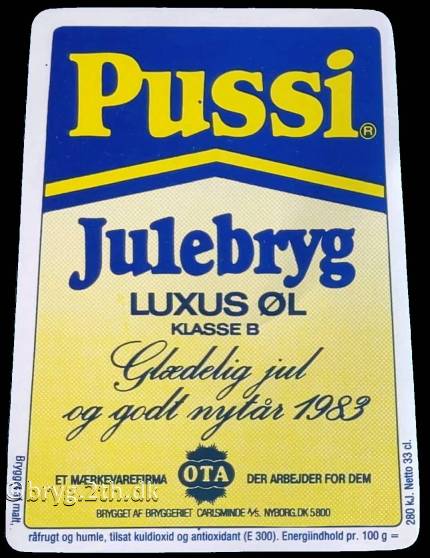 Pussi®
Julebryg
LUXUS ØL
KLASSE B
Glædelig jul
og godt nytår 1983
ET MÆRKEVAREFIRMA OTA DER ARBEJDER FOR DEM
BRYGGET AF BRYGGERIET CARLSMINDE A/S. NYBORG.DK 5800
Brygget af malt,
råfrugt og humle, tilsat kuldioxid og antioxidant (E 300). Energiindhold pr. 100 g =
280 kJ. Netto 33 cl.
© bryg.2th.dk